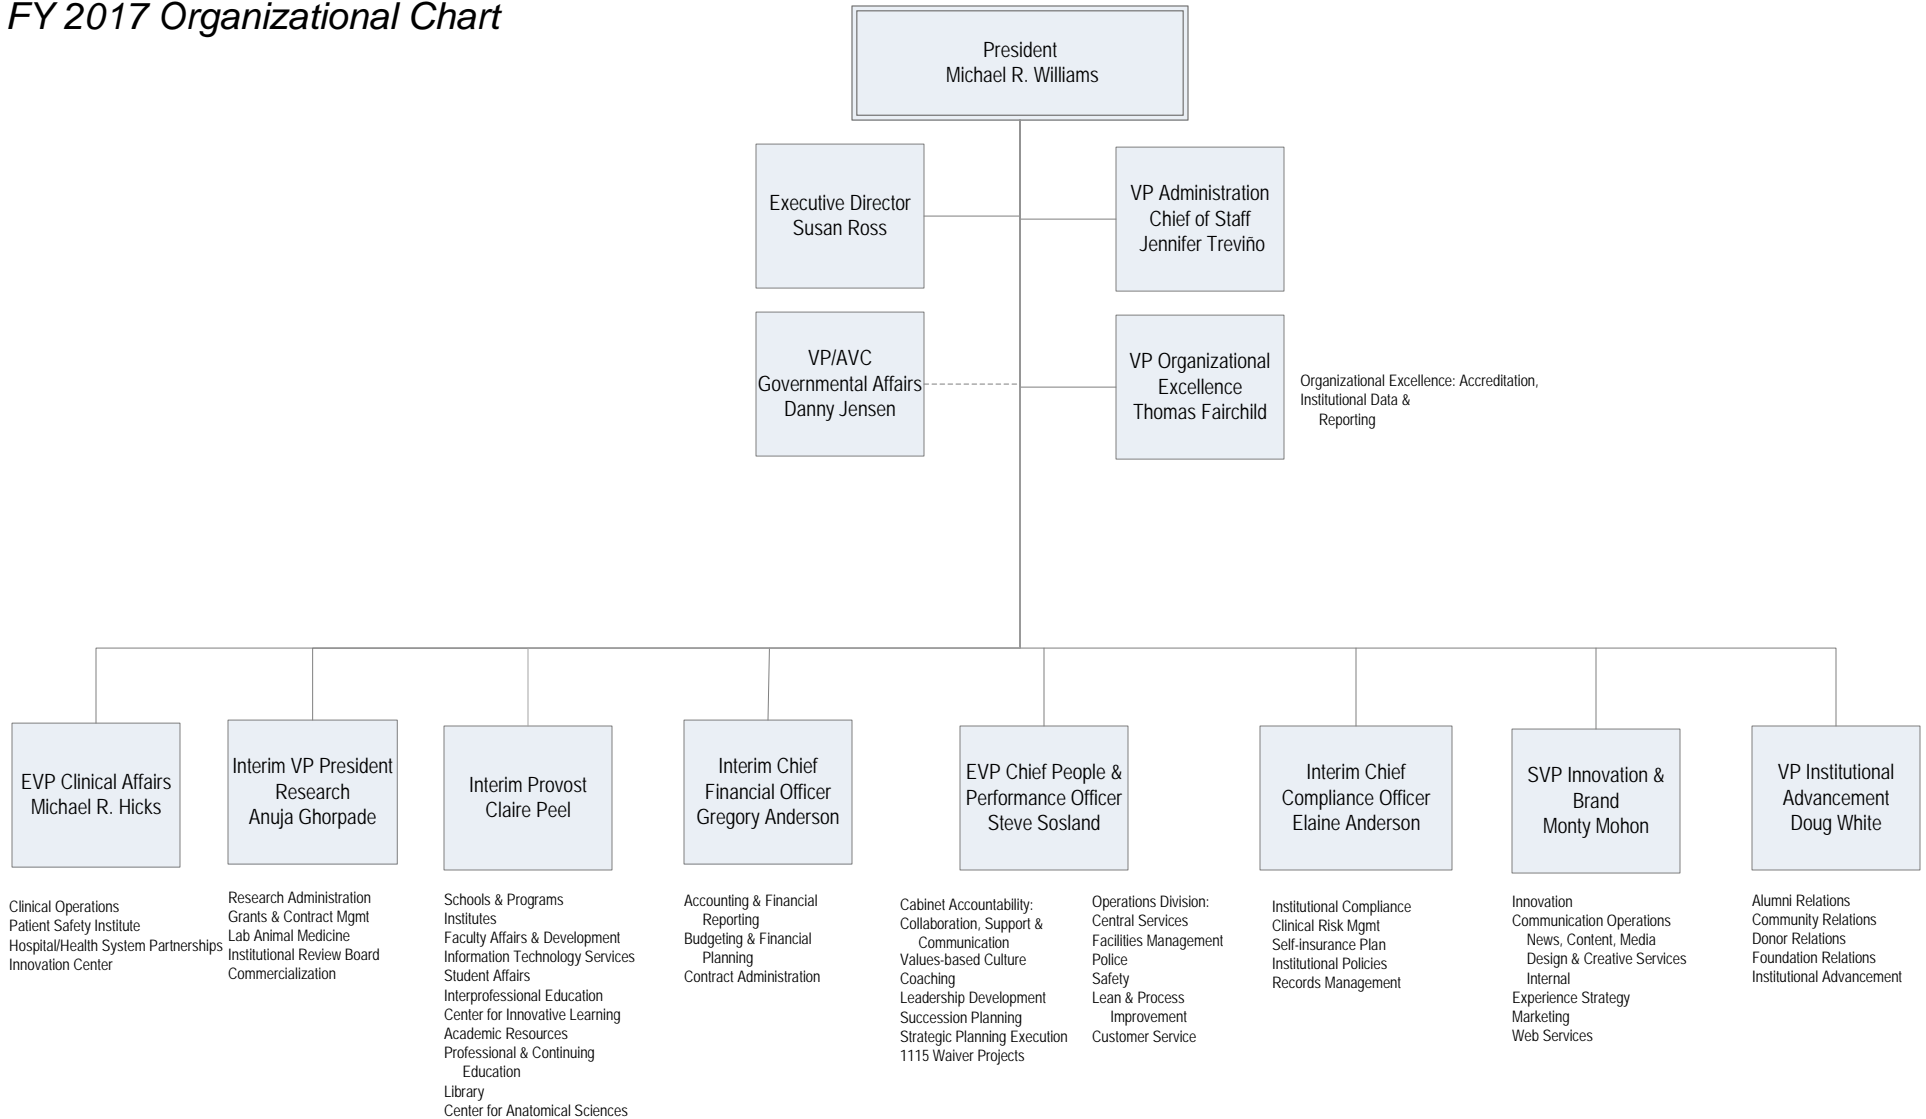 FY 2017 Organizational Chart
President
Michael R. Williams
Executive Director
Susan Ross
VP Administration
Chief of Staff
Jennifer Treviño
VP/AVC
Governmental Affairs
Danny Jensen
VP Organizational
Excellence
Thomas Fairchild
Organizational Excellence: Accreditation,
Institutional Data &
Reporting
EVP Clinical Affairs
Michael R. Hicks
Clinical Operations
Patient Safety Institute
Hospital/Health System Partnerships
Innovation Center
Interim VP President
Research
Anuja Ghorpade
Research Administration
Grants & Contract Mgmt
Lab Animal Medicine
Institutional Review Board
Commercialization
Interim Provost
Claire Peel
Schools & Programs
Institutes
Faculty Affairs & Development
Information Technology Services
Student Affairs
Interprofessional Education
Center for Innovative Learning
Academic Resources
Professional & Continuing
Education
Library
Center for Anatomical Sciences
Interim Chief
Financial Officer
Gregory Anderson
Accounting & Financial
Reporting
Budgeting & Financial
Planning
Contract Administration
EVP Chief People &
Performance Officer
Steve Sosland
Cabinet Accountability:
Collaboration, Support &
Communication
Values-based Culture
Coaching
Leadership Development
Succession Planning
Strategic Planning Execution
1115 Waiver Projects
Operations Division:
Central Services
Facilities Management
Police
Safety
Lean & Process
Improvement
Customer Service
Interim Chief
Compliance Officer
Elaine Anderson
Institutional Compliance
Clinical Risk Mgmt
Self-insurance Plan
Institutional Policies
Records Management
SVP Innovation &
Brand
Monty Mohon
Innovation
Communication Operations
News, Content, Media
Design & Creative Services
Internal
Experience Strategy
Marketing
Web Services
VP Institutional
Advancement
Doug White
Alumni Relations
Community Relations
Donor Relations
Foundation Relations
Institutional Advancement